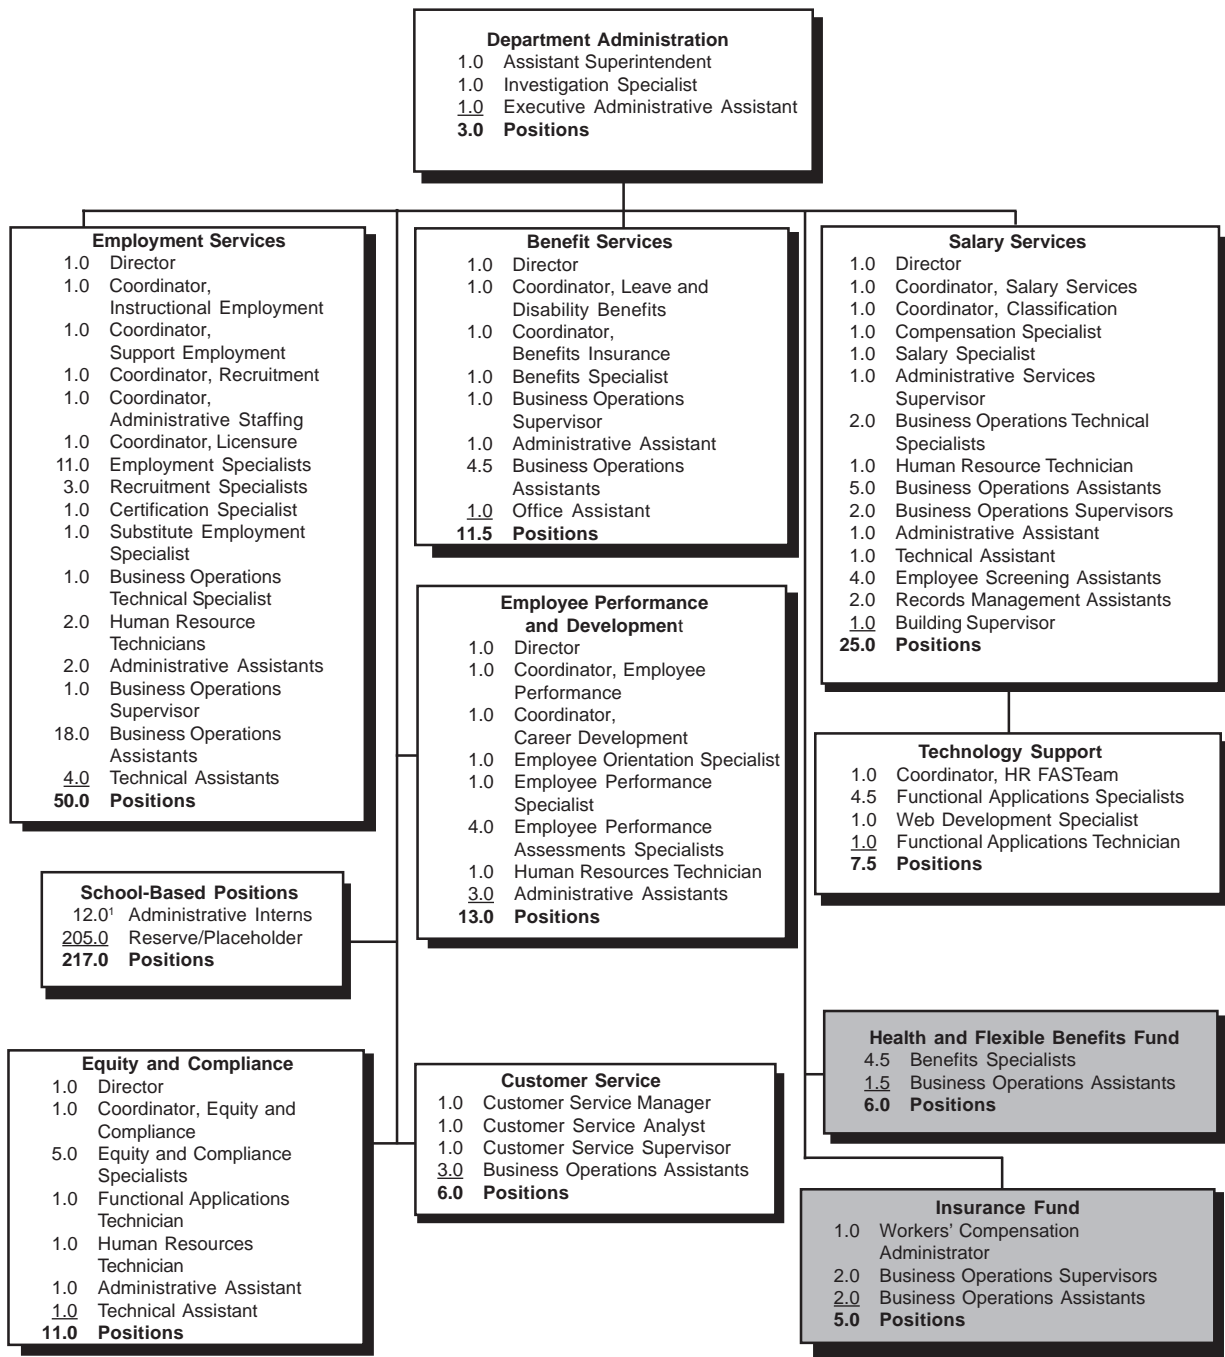 Department Administration
1.0 Assistant Superintendent
1.0 Investigation Specialist
1.0 Executive Administrative Assistant
3.0 Positions
Employment Services
1.0 Director
1.0 Coordinator,
Instructional Employment
1.0 Coordinator,
Support Employment
1.0 Coordinator, Recruitment
1.0 Coordinator,
Administrative Staffing
1.0 Coordinator, Licensure
11.0 Employment Specialists
3.0 Recruitment Specialists
1.0 Certification Specialist
1.0 Substitute Employment
Specialist
1.0 Business Operations
Technical Specialist
2.0 Human Resource
Technicians
2.0 Administrative Assistants
1.0 Business Operations
Supervisor
18.0 Business Operations
Assistants
4.0 Technical Assistants
50.0 Positions
Benefit Services
1.0 Director
1.0 Coordinator, Leave and
Disability Benefits
1.0 Coordinator,
Benefits Insurance
1.0 Benefits Specialist
1.0 Business Operations
Supervisor
1.0 Administrative Assistant
4.5 Business Operations
Assistants
1.0 Office Assistant
11.5 Positions
Salary Services
1.0 Director
1.0 Coordinator, Salary Services
1.0 Coordinator, Classification
1.0 Compensation Specialist
1.0 Salary Specialist
1.0 Administrative Services
Supervisor
2.0 Business Operations Technical
Specialists
1.0 Human Resource Technician
5.0 Business Operations Assistants
2.0 Business Operations Supervisors
1.0 Administrative Assistant
1.0 Technical Assistant
4.0 Employee Screening Assistants
2.0 Records Management Assistants
1.0 Building Supervisor
25.0 Positions
Employee Performance
and Development
1.0 Director
1.0 Coordinator, Employee
Performance
1.0 Coordinator,
Career Development
1.0 Employee Orientation Specialist
1.0 Employee Performance
Specialist
4.0 Employee Performance
Assessments Specialists
1.0 Human Resources Technician
3.0 Administrative Assistants
13.0 Positions
Technology Support
1.0 Coordinator, HR FASTeam
4.5 Functional Applications Specialists
1.0 Web Development Specialist
1.0 Functional Applications Technician
7.5 Positions
School-Based Positions
12.0¹ Administrative Interns
205.0 Reserve/Placeholder
217.0 Positions
Equity and Compliance
1.0 Director
1.0 Coordinator, Equity and
Compliance
5.0 Equity and Compliance
Specialists
1.0 Functional Applications
Technician
1.0 Human Resources
Technician
1.0 Administrative Assistant
1.0 Technical Assistant
11.0 Positions
Customer Service
1.0 Customer Service Manager
1.0 Customer Service Analyst
1.0 Customer Service Supervisor
3.0 Business Operations Assistants
6.0 Positions
Health and Flexible Benefits Fund
4.5 Benefits Specialists
1.5 Business Operations Assistants
6.0 Positions
Insurance Fund
1.0 Workers' Compensation
Administrator
2.0 Business Operations Supervisors
2.0 Business Operations Assistants
5.0 Positions